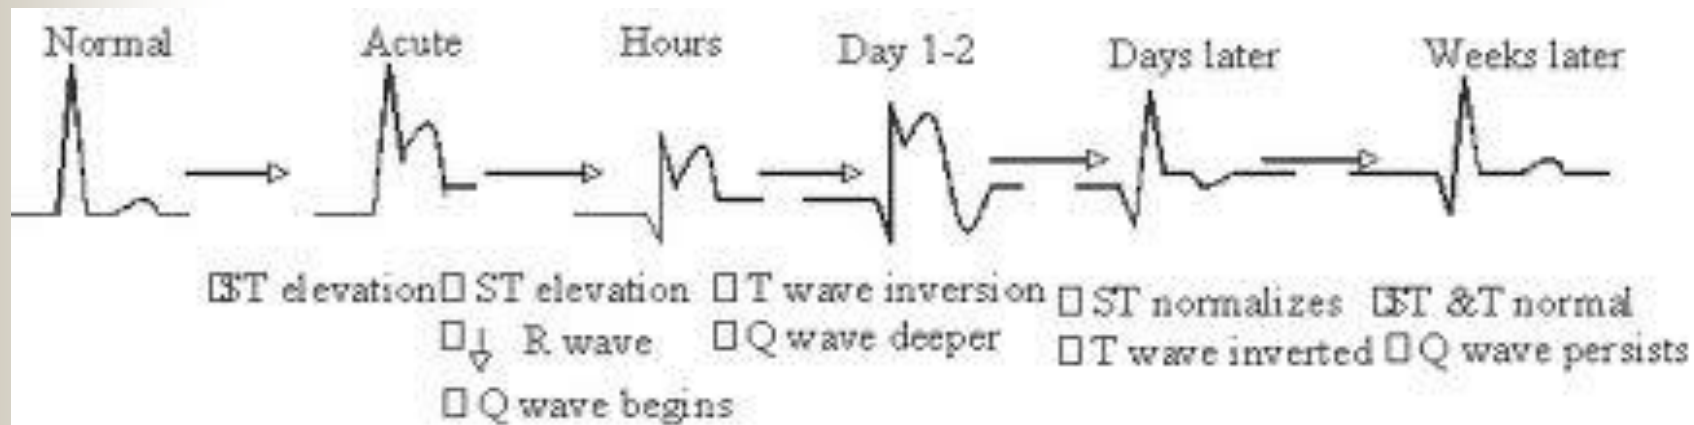 Normal
Acute
Hours
Day 1-2
Days later
Weeks later
ST elevation
ST elevation
↓ R wave
Q wave begins
T wave inversion
Q wave deeper
ST normalizes
T wave inverted
ST & T normal
Q wave persists